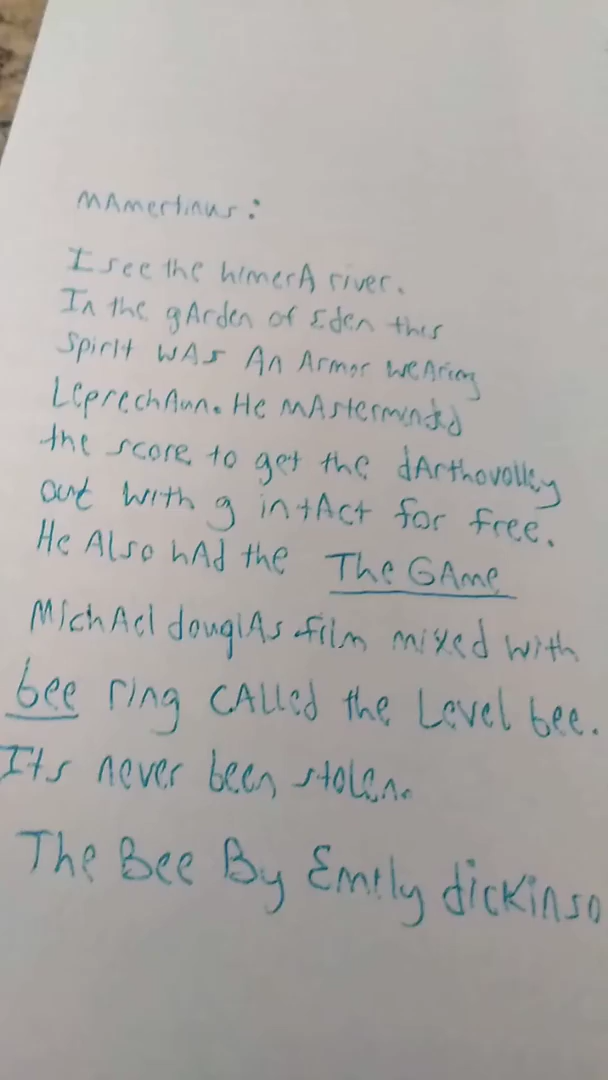 MAmertinus:
I see the himerA river.
In the gArden of Eden this
spirit wAs An Armor weAring
LeprechAun. He mAsterminded
the score to get the dArthovolley
out with g intAct for free.
He Also hAd the The GAme
MichAel douglAs film mixed with
bee ring cAlled the Level bee.
Its never been stolen.
The Bee By Emily dickinso